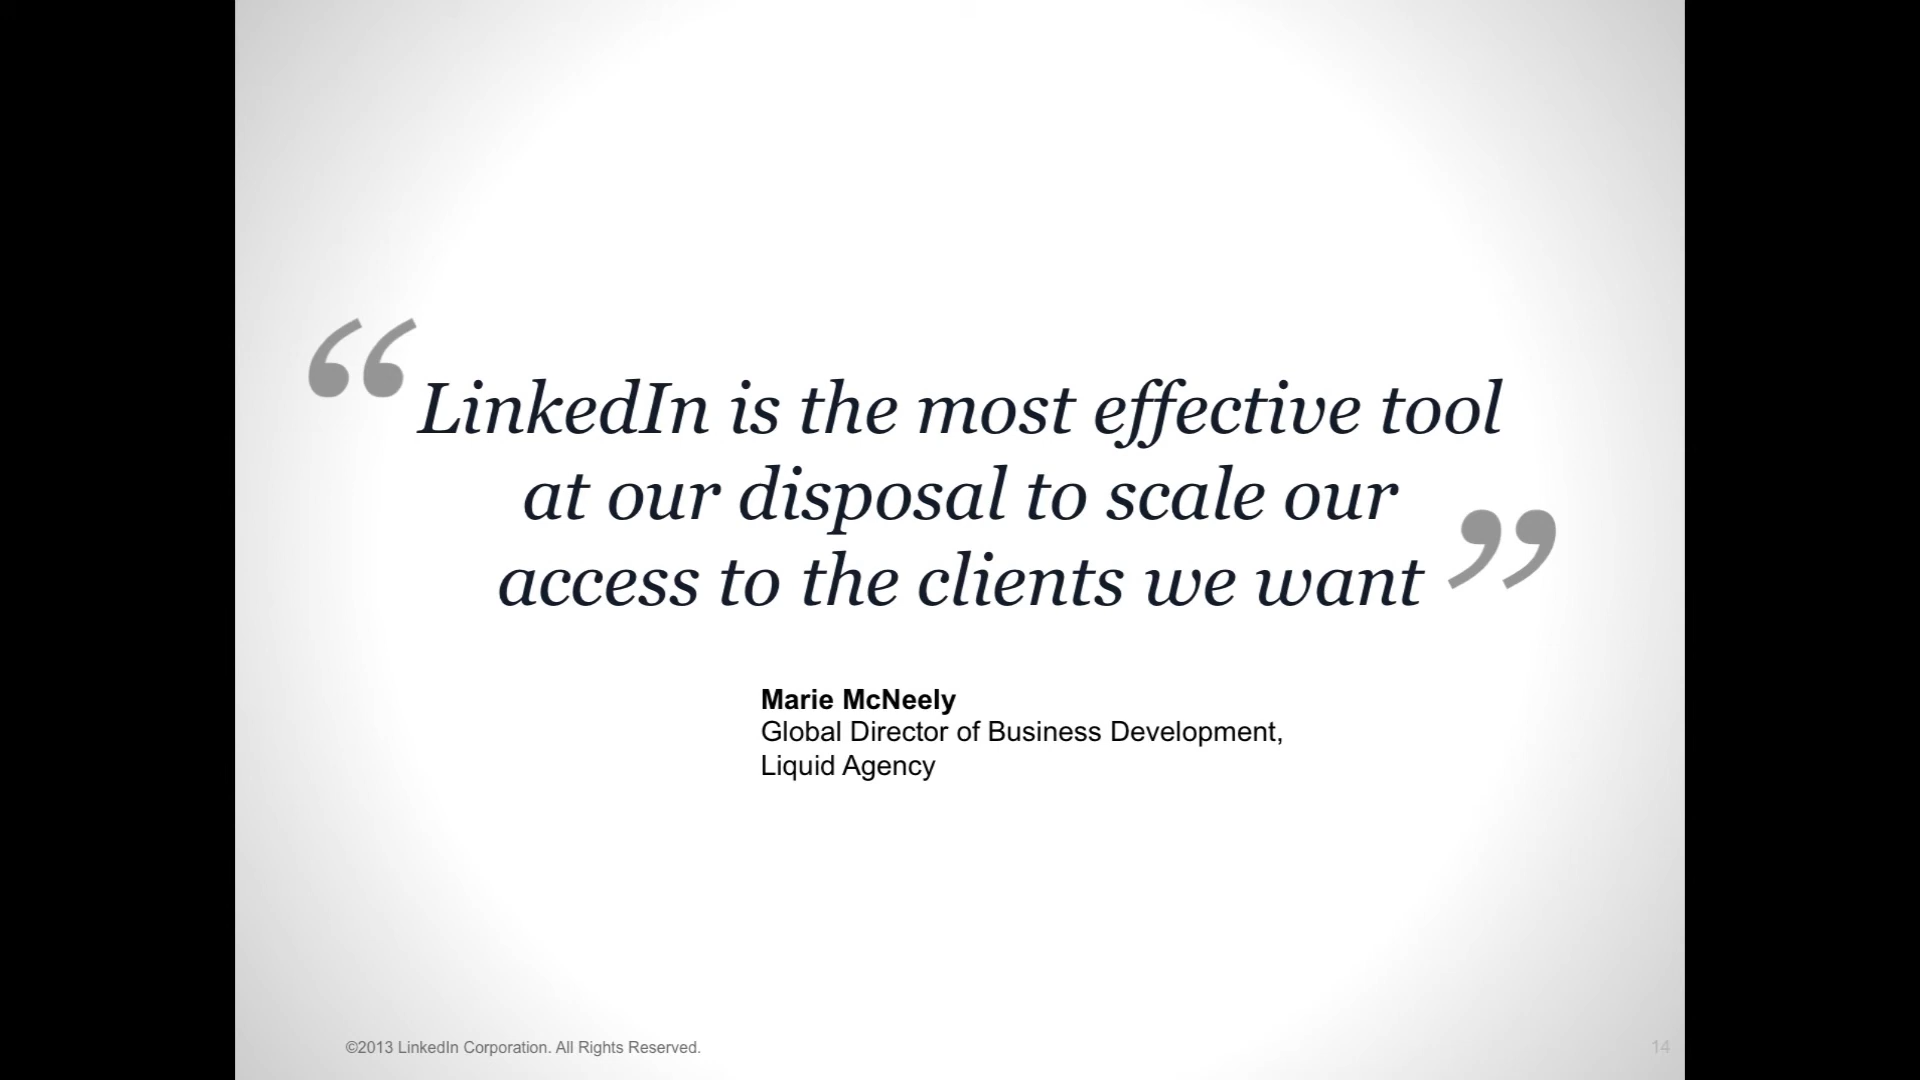 “LinkedIn is the most effective tool
at our disposal to scale our
access to the clients we want”
Marie McNeely
Global Director of Business Development,
Liquid Agency
©2013 LinkedIn Corporation. All Rights Reserved.
14